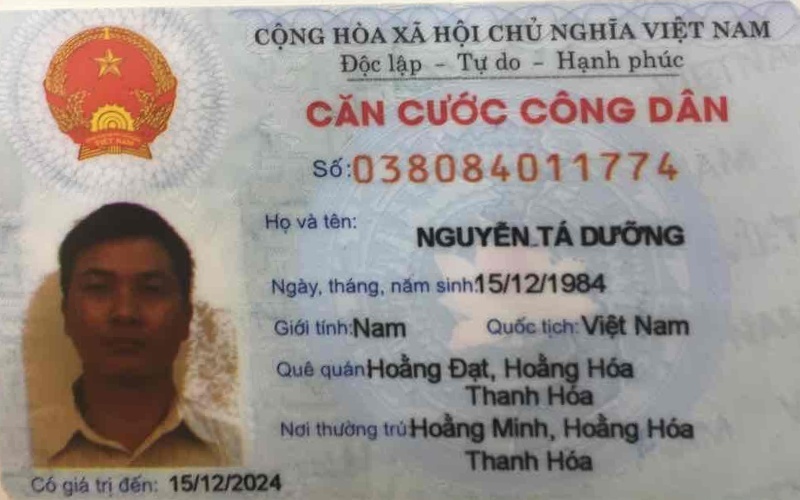 CỘNG HÒA XÃ HỘI CHỦ NGHĨA VIỆT NAM
Độc lập - Tự do - Hạnh phúc
CĂN CƯỚC CÔNG DÂN
Số: 038084011774
Họ và tên:
NGUYỄN TÁ DƯỠNG
Ngày, tháng, năm sinh: 15/12/1984
Giới tính: Nam Quốc tịch: Việt Nam
Quê quán: Hoằng Đạt, Hoằng Hóa
Thanh Hóa
Nơi thường trú: Hoằng Minh, Hoằng Hóa
Thanh Hóa
Có giá trị đến: 15/12/2024
VIỆT NAM